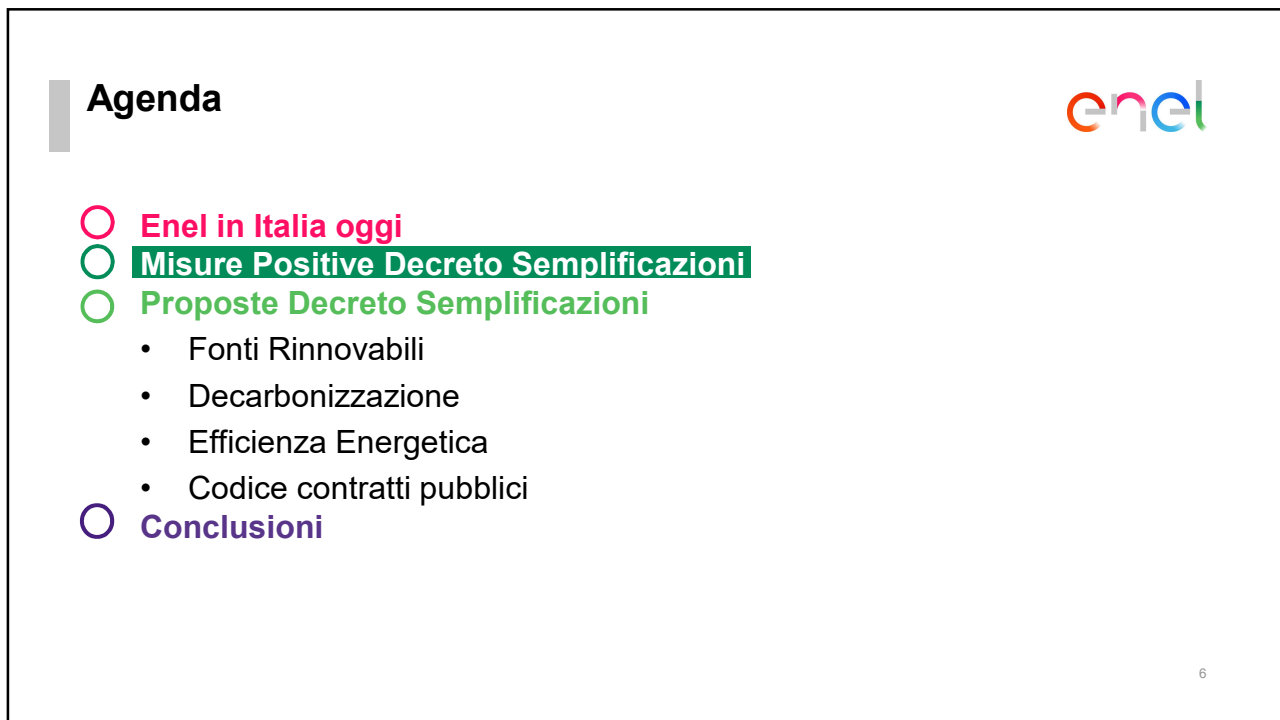 Agenda
enel
Enel in Italia oggi
Misure Positive Decreto Semplificazioni
Proposte Decreto Semplificazioni
• Fonti Rinnovabili
• Decarbonizzazione
• Efficienza Energetica
• Codice contratti pubblici
Conclusioni
6